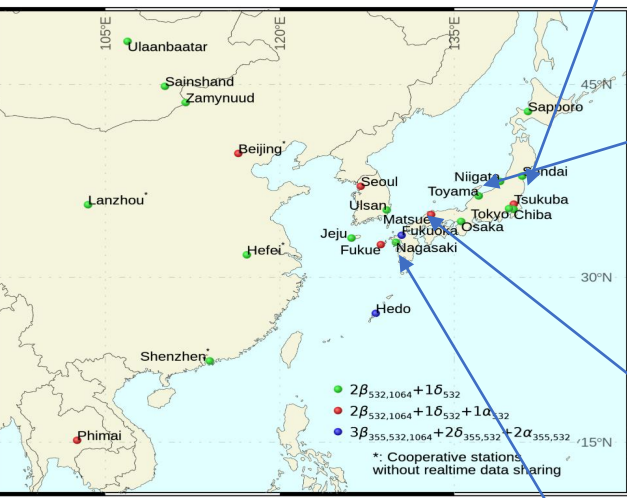 105°E
120°E
135°E
Ulaanbaatar
Sainshand
45°N
Zamynuud
Sapporo
Beijing*
Niigata
Sendai
Seoul
Toyama
Lanzhou*
Tsukuba
Ulsan
Matsue
Tokyo Chiba
Jeju
Fukuoka
Osaka
Hefei*
Fukue
Nagasaki
30°N
Hedo
Shenzhen*
2β532,1064+1δ532
2β532,1064+1δ532+1α532
Phimai
3β355,532,1064+2δ355,532+2α355,532
15°N
*: Cooperative stations
without realtime data sharing